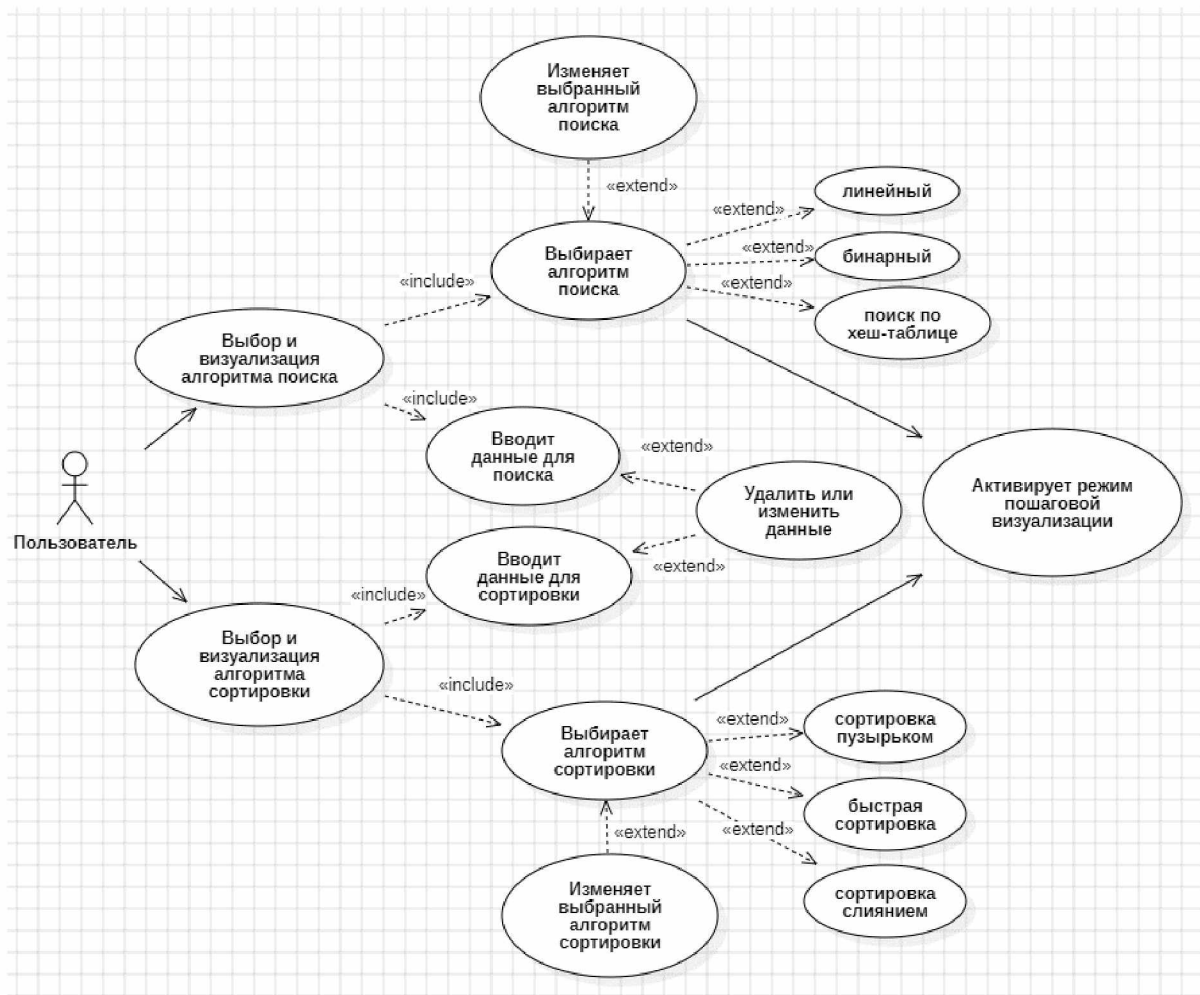 Изменяет
выбранный
алгоритм
поиска
«extend»
линейный
«extend»
Выбирает
алгоритм
поиска
«extend»
бинарный
«extend»
поиск по
хеш-таблице
«include»
Выбор и
визуализация
алгоритма поиска
«include»
Вводит
данные для
поиска
«extend»
Удалить или
изменить
данные
Активирует режим
пошаговой
визуализации
Пользователь
Вводит
данные для
сортировки
«extend»
«include»
Выбор и
визуализация
алгоритма
сортировки
«include»
Выбирает
алгоритм
сортировки
«extend»
сортировка
пузырьком
«extend»
быстрая
сортировка
«extend»
«extend»
сортировка
слиянием
Изменяет
выбранный
алгоритм
сортировки